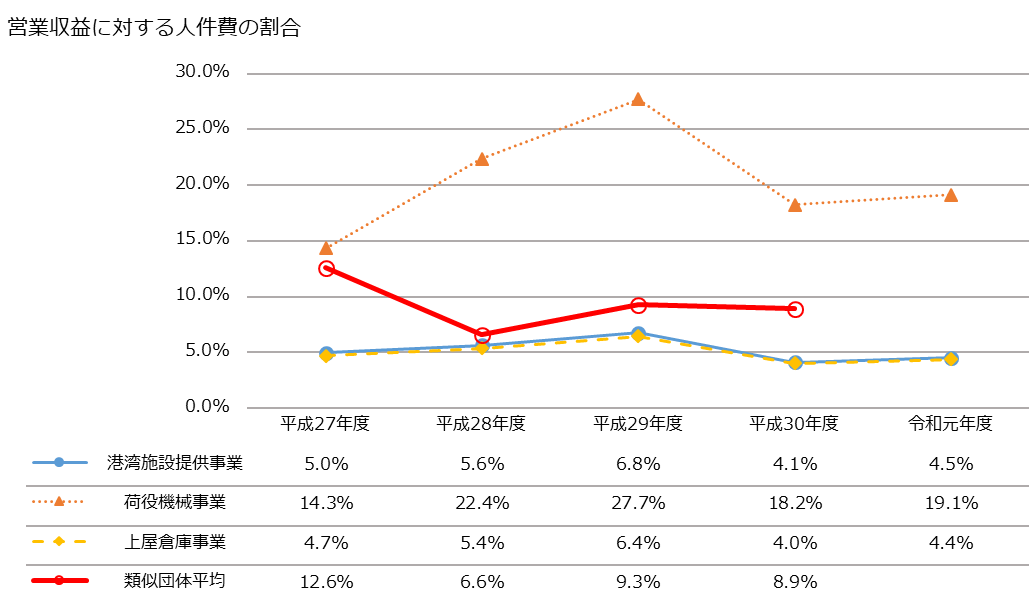 営業収益に対する人件費の割合
30.0%
25.0%
20.0%
15.0%
10.0%
5.0%
0.0%
平成27年度 平成28年度 平成29年度 平成30年度 令和元年度
港湾施設提供事業 5.0% 5.6% 6.8% 4.1% 4.5%
荷役機械事業 14.3% 22.4% 27.7% 18.2% 19.1%
上屋倉庫事業 4.7% 5.4% 6.4% 4.0% 4.4%
類似団体平均 12.6% 6.6% 9.3% 8.9%